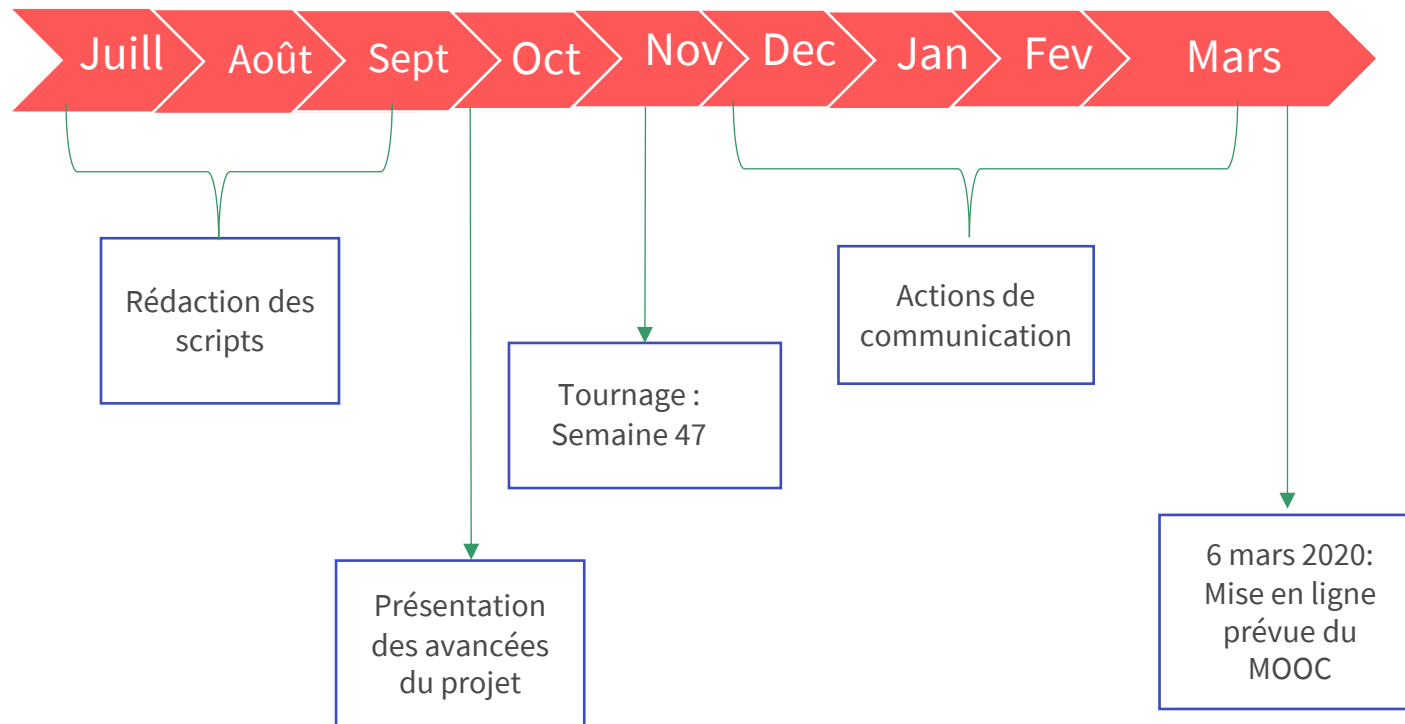 Juill
Août
Sept
Oct
Nov
Dec
Jan
Fev
Mars
Rédaction des
scripts
Présentation
des avancées
du projet
Tournage :
Semaine 47
Actions de
communication
6 mars 2020:
Mise en ligne
prévue du
MOOC